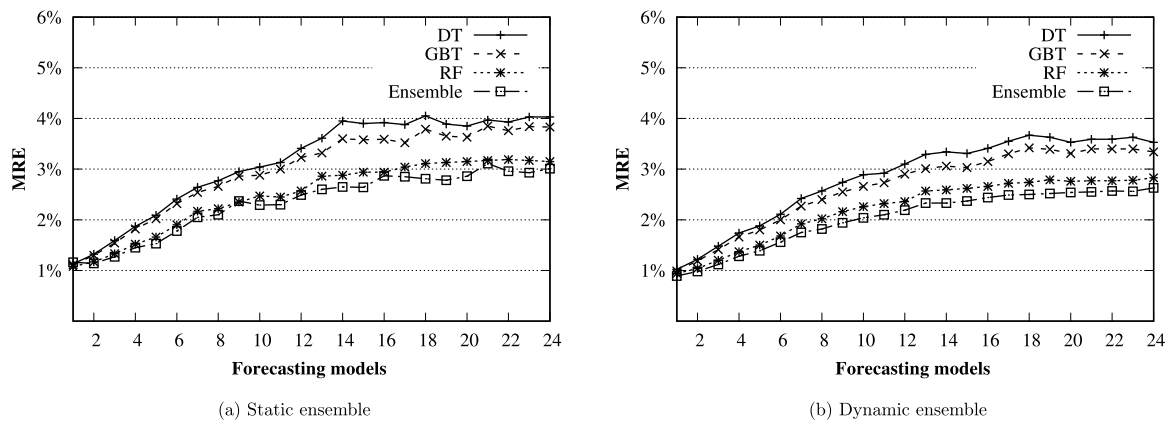 6%
5%
4%
3%
2%
1%
MRE
DT
GBT
RF
Ensemble
2 4 6 8 10 12 14 16 18 20 22 24
Forecasting models
(a) Static ensemble
6%
5%
4%
3%
2%
1%
MRE
DT
GBT
RF
Ensemble
2 4 6 8 10 12 14 16 18 20 22 24
Forecasting models
(b) Dynamic ensemble